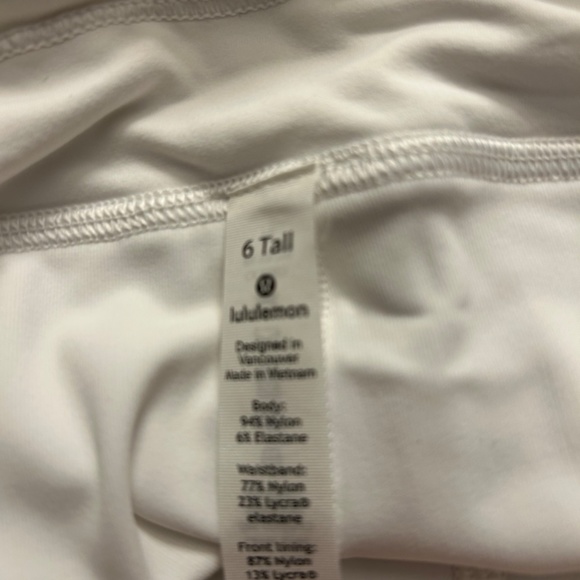 6 Tall
lululemon
Designed in
Vancouver
Made in Vietnam
Body:
94% Nylon
6% Elastane
Waistband:
77% Nylon
23% Lycra®
elastane
Front lining:
87% Nylon
13% Lycra®